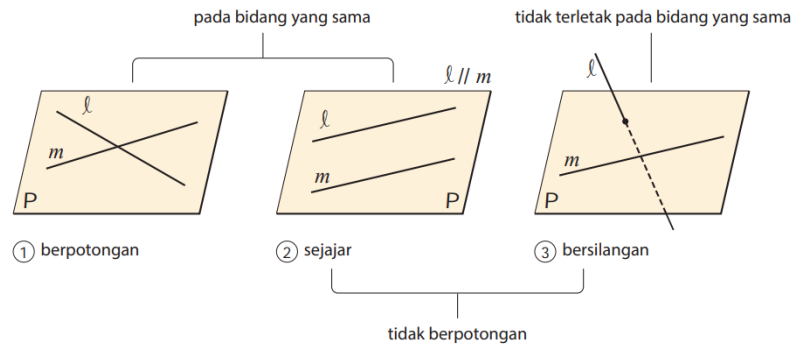 pada bidang yang sama
tidak terletak pada bidang yang sama
ℓ // m
ℓ
m
P
ℓ
m
P
ℓ
m
P
① berpotongan
② sejajar
③ bersilangan
tidak berpotongan